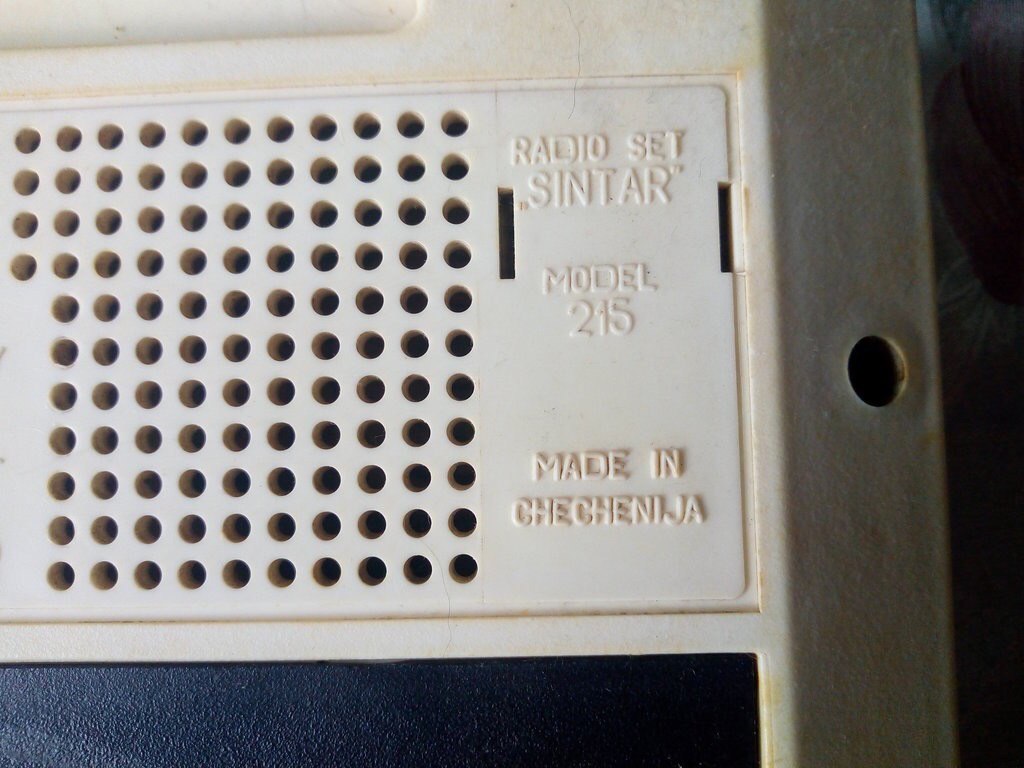 RADIO SET
„SINTAR"
MODEL
215
MADE IN
CHECHENIJA